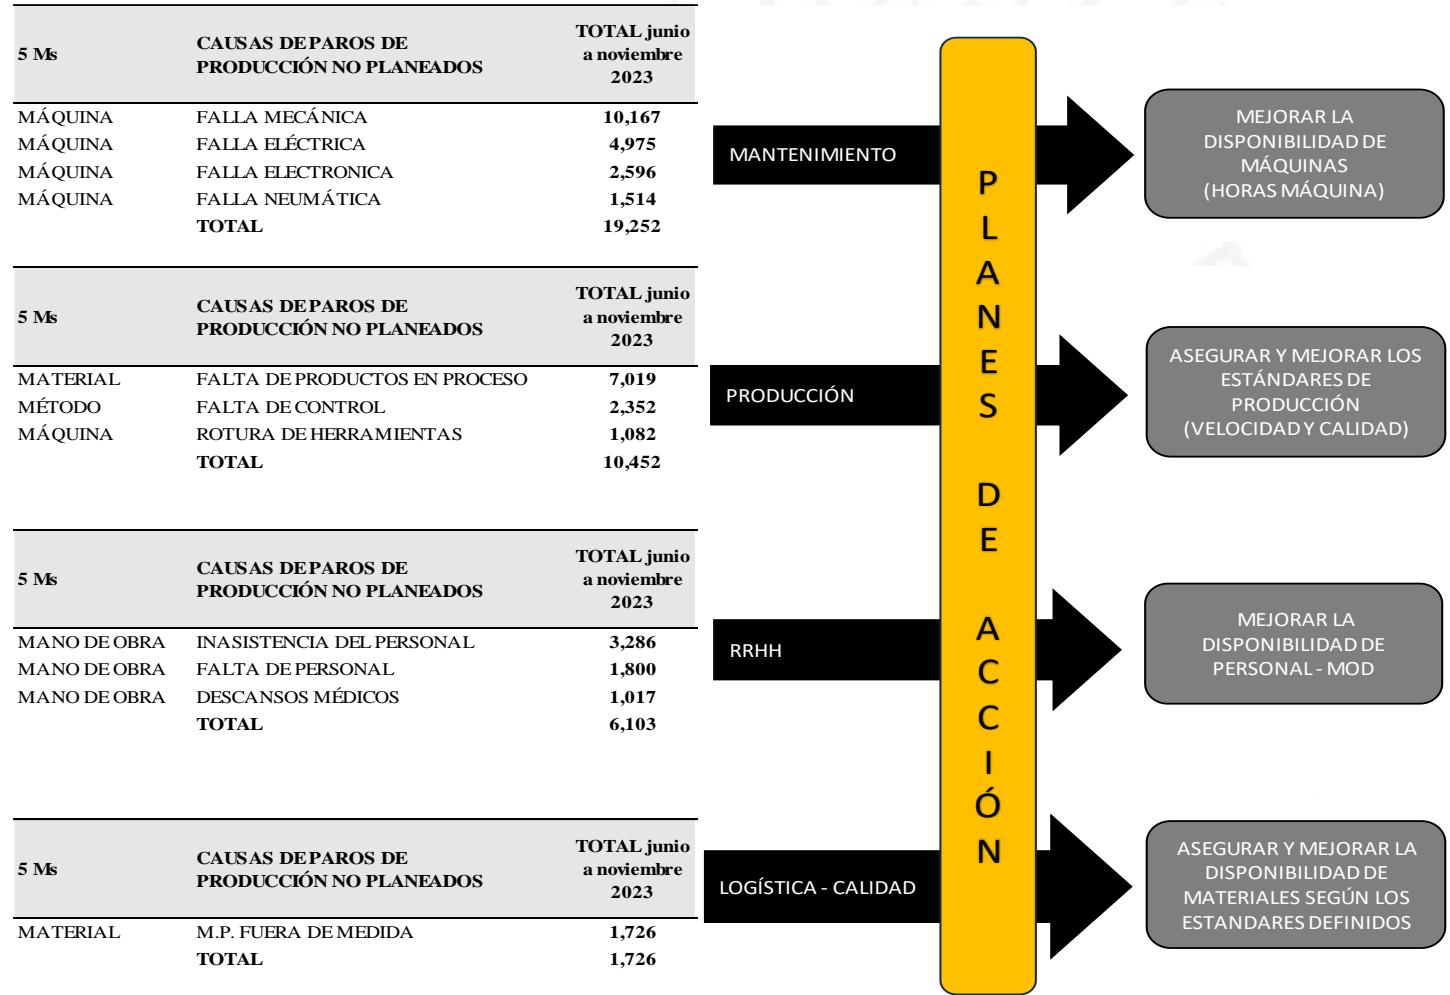 5 Ms
CAUSAS DE PAROS DE
PRODUCCIÓN NO PLANEADOS
TOTAL junio
a noviembre
2023
MÁQUINA FALLA MECÁNICA 10,167
MÁQUINA FALLA ELÉCTRICA 4,975
MÁQUINA FALLA ELECTRONICA 2,596
MÁQUINA FALLA NEUMÁTICA 1,514
TOTAL 19,252
MANTENIMIENTO
MEJORAR LA
DISPONIBILIDAD DE
MÁQUINAS
(HORAS MÁQUINA)
5 Ms
CAUSAS DE PAROS DE
PRODUCCIÓN NO PLANEADOS
TOTAL junio
a noviembre
2023
MATERIAL FALTA DE PRODUCTOS EN PROCESO 7,019
MÉTODO FALTA DE CONTROL 2,352
MÁQUINA ROTURA DE HERRAMIENTAS 1,082
TOTAL 10,452
PRODUCCIÓN
ASEGURAR Y MEJORAR LOS
ESTÁNDARES DE
PRODUCCIÓN
(VELOCIDAD Y CALIDAD)
5 Ms
CAUSAS DE PAROS DE
PRODUCCIÓN NO PLANEADOS
TOTAL junio
a noviembre
2023
MANO DE OBRA INASISTENCIA DEL PERSONAL 3,286
MANO DE OBRA FALTA DE PERSONAL 1,800
MANO DE OBRA DESCANSOS MÉDICOS 1,017
TOTAL 6,103
RRHH
MEJORAR LA
DISPONIBILIDAD DE
PERSONAL - MOD
5 Ms
CAUSAS DE PAROS DE
PRODUCCIÓN NO PLANEADOS
TOTAL junio
a noviembre
2023
MATERIAL M.P. FUERA DE MEDIDA 1,726
TOTAL 1,726
LOGÍSTICA - CALIDAD
ASEGURAR Y MEJORAR LA
DISPONIBILIDAD DE
MATERIALES SEGÚN LOS
ESTANDARES DEFINIDOS
PLANES DE ACCIÓN